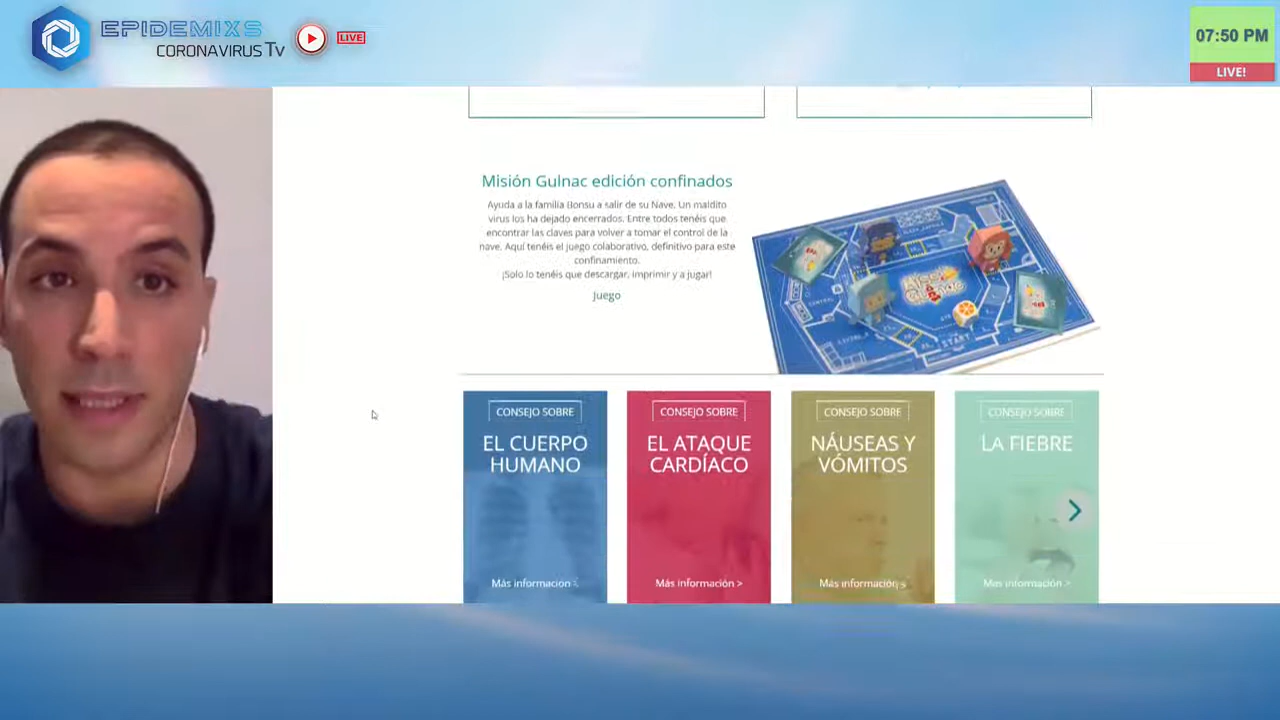 EPIDEMIXS
CORONAVIRUS Tv
LIVE
07:50 PM
LIVE!
Misión Gulnac edición confinados
Ayuda a la familia Bonsu a salir de su Nave. Un maldito
virus los ha dejado encerrados. Entre todos tenéis que
encontrar las claves para volver a tomar el control de la
nave. Aquí tenéis el juego colaborativo, definitivo para este
confinamiento.
¡Solo lo tenéis que descargar, imprimir y a jugar!
Juego
START
CONSEJO SOBRE
EL CUERPO
HUMANO
Más información >
CONSEJO SOBRE
EL ATAQUE
CARDÍACO
Más información >
CONSEJO SOBRE
NÁUSEAS Y
VÓMITOS
Más información >
CONSEJO SOBRE
LA FIEBRE
Más información >